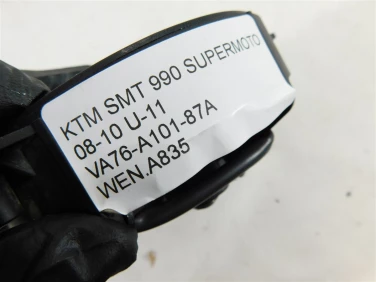 KTM SMT 990 SUPERMOTO
08-10 U-11
VA76-A101-87A
WEN.A835